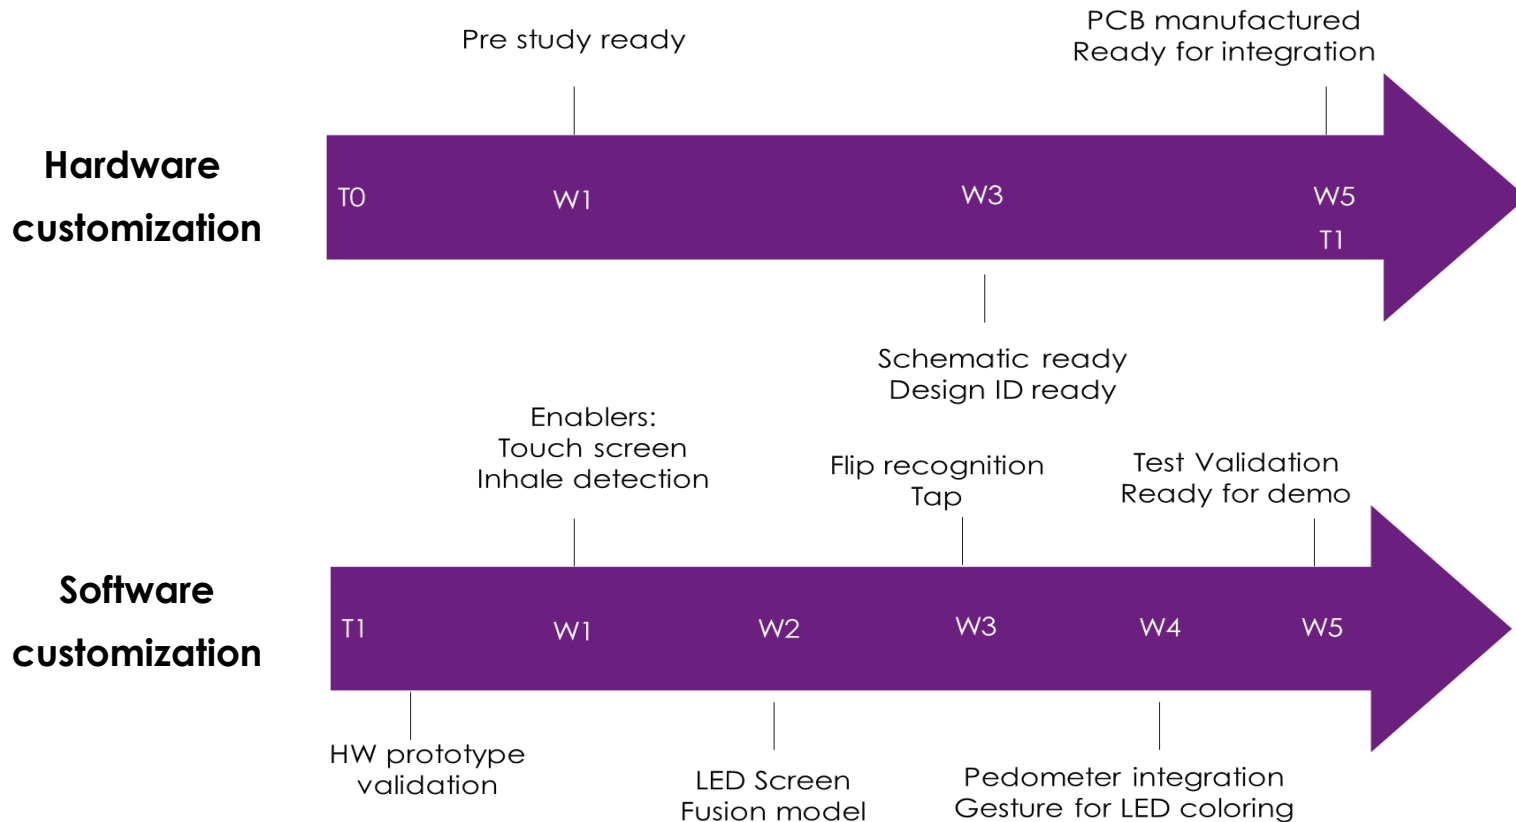 Pre study ready
PCB manufactured
Ready for integration
Hardware
customization
T0
W1
W3
W5
T1
Schematic ready
Design ID ready
Enablers:
Touch screen
Inhale detection
Flip recognition
Tap
Test Validation
Ready for demo
Software
customization
T1
W1
W2
W3
W4
W5
HW prototype
validation
LED Screen
Fusion model
Pedometer integration
Gesture for LED coloring